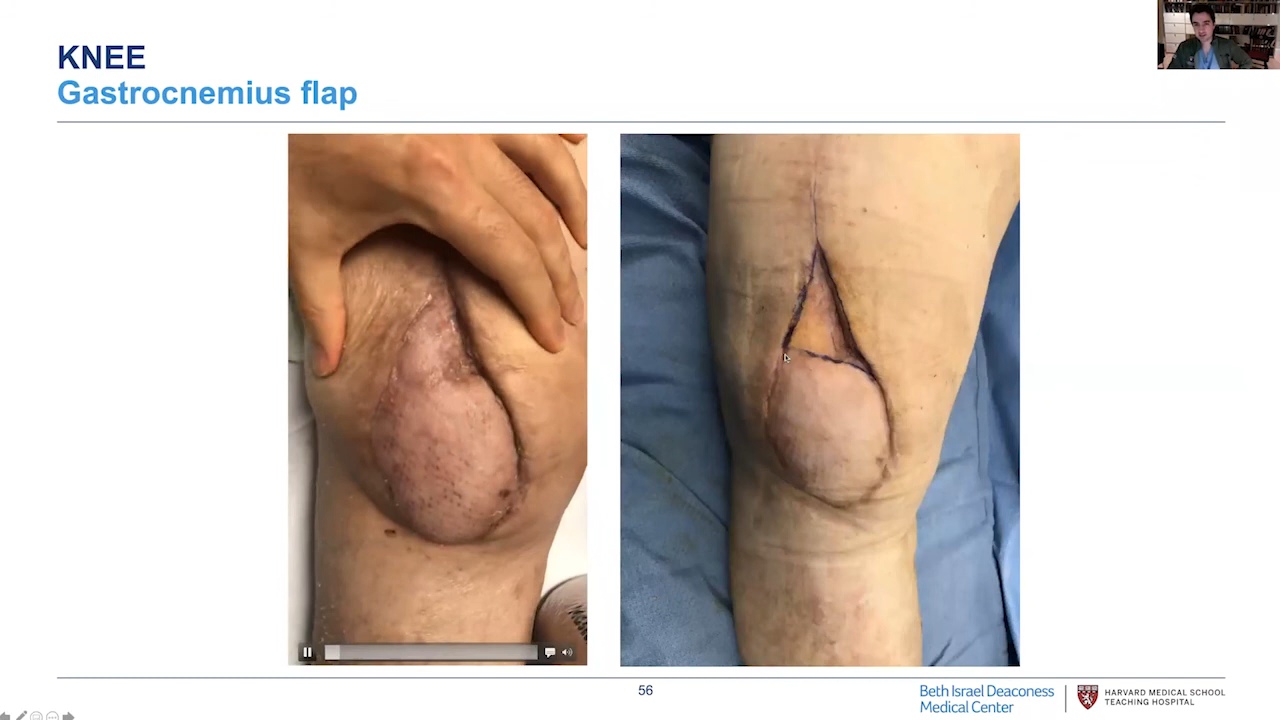 KNEE
Gastrocnemius flap
56
Beth Israel Deaconess
Medical Center
HARVARD MEDICAL SCHOOL
TEACHING HOSPITAL